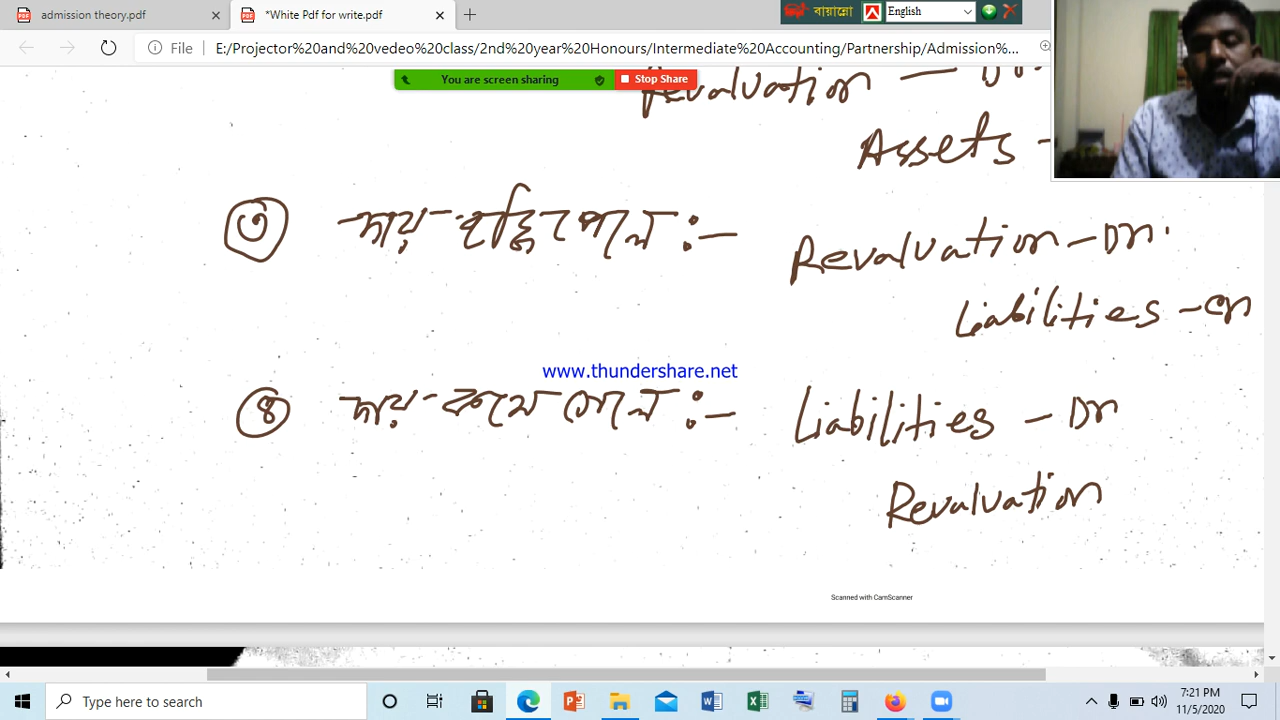 admission theory.pdf
*White Pdf for write.pdf
বায়ান্নো English
File E:/Projector%20and%20vedeo%20class/2nd%20year%20Honours/Intermediate%20Accounting/Partnership/Admission%...
You are screen sharing Stop Share
Revaluation — Dr.
Assets -
৩ দায় বৃদ্ধি পেলে :— Revaluation - Dr.
Liabilities - Cr
www.thundershare.net
৪ দায় কমে গেলে :— Liabilities - Dr
Revaluation
Scanned with CamScanner
Type here to search
7:21 PM
11/5/2020